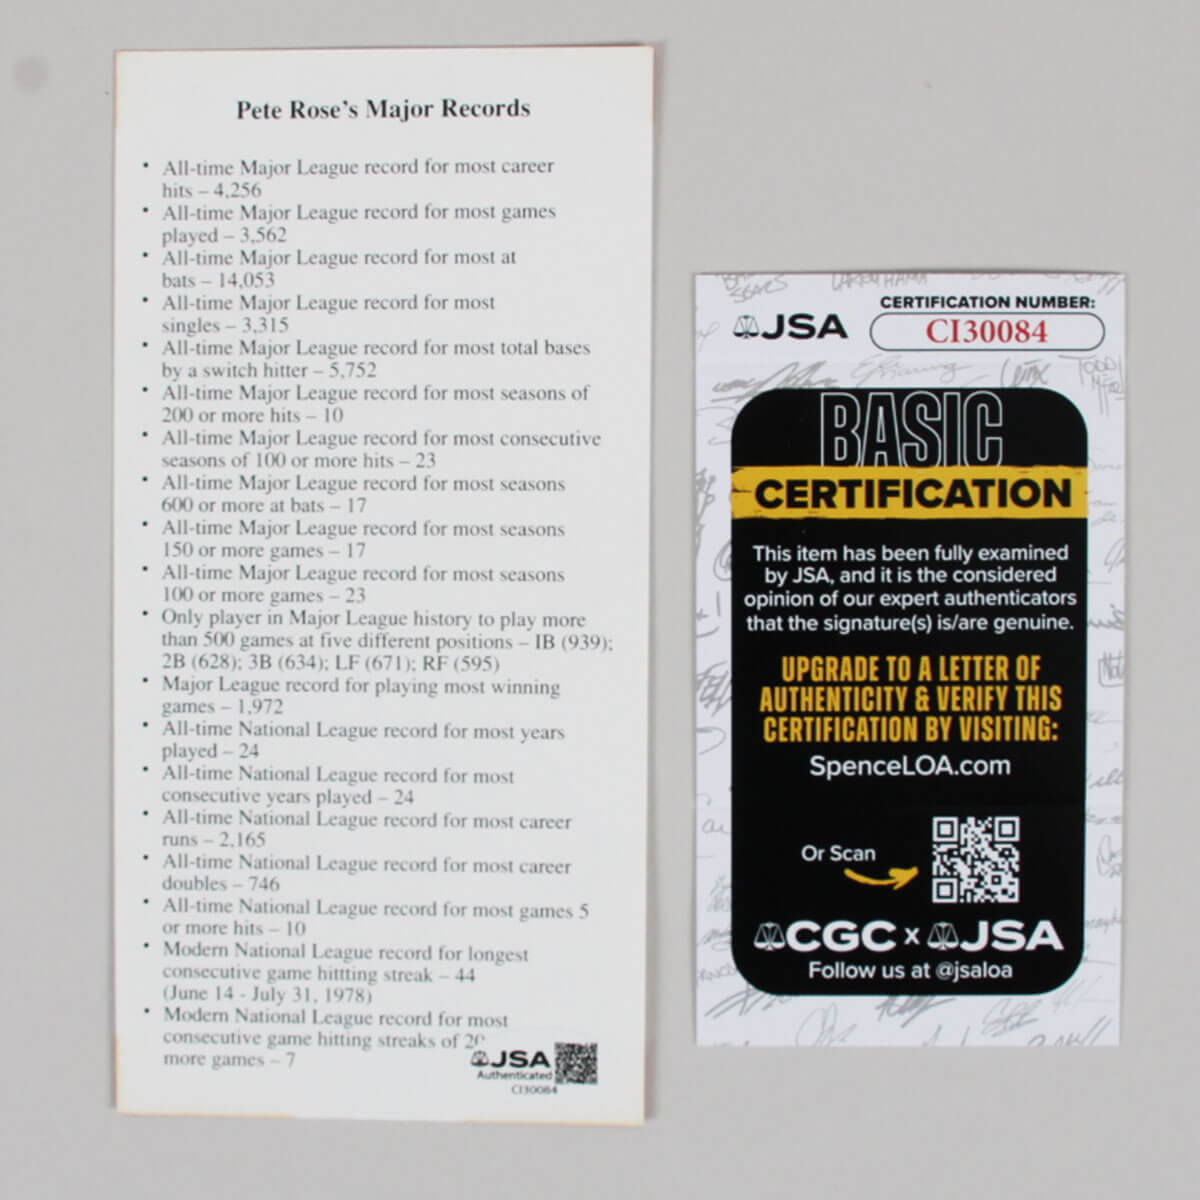 Pete Rose's Major Records
• All-time Major League record for most career
hits – 4,256
• All-time Major League record for most games
played – 3,562
• All-time Major League record for most at
bats – 14,053
• All-time Major League record for most
singles – 3,315
• All-time Major League record for most total bases
by a switch hitter – 5,752
• All-time Major League record for most seasons of
200 or more hits – 10
• All-time Major League record for most consecutive
seasons of 100 or more hits – 23
• All-time Major League record for most seasons
600 or more at bats – 17
• All-time Major League record for most seasons
150 or more games – 17
• All-time Major League record for most seasons
100 or more games – 23
• Only player in Major League history to play more
than 500 games at five different positions – IB (939);
2B (628); 3B (634); LF (671); RF (595)
• Major League record for playing most winning
games – 1,972
• All-time National League record for most years
played – 24
• All-time National League record for most
consecutive years played – 24
• All-time National League record for most career
runs – 2,165
• All-time National League record for most career
doubles – 746
• All-time National League record for most games 5
or more hits – 10
• Modern National League record for longest
consecutive game hittting streak – 44
(June 14 - July 31, 1978)
• Modern National League record for most
consecutive game hitting streaks of 20
more games – 7
JSA
Authenticated
CI30084
JSA
CERTIFICATION NUMBER:
CI30084
BASIC
CERTIFICATION
This item has been fully examined
by JSA, and it is the considered
opinion of our expert authenticators
that the signature(s) is/are genuine.
UPGRADE TO A LETTER OF
AUTHENTICITY & VERIFY THIS
CERTIFICATION BY VISITING:
SpenceLOA.com
Or Scan
CGC x JSA
Follow us at @jsaloa